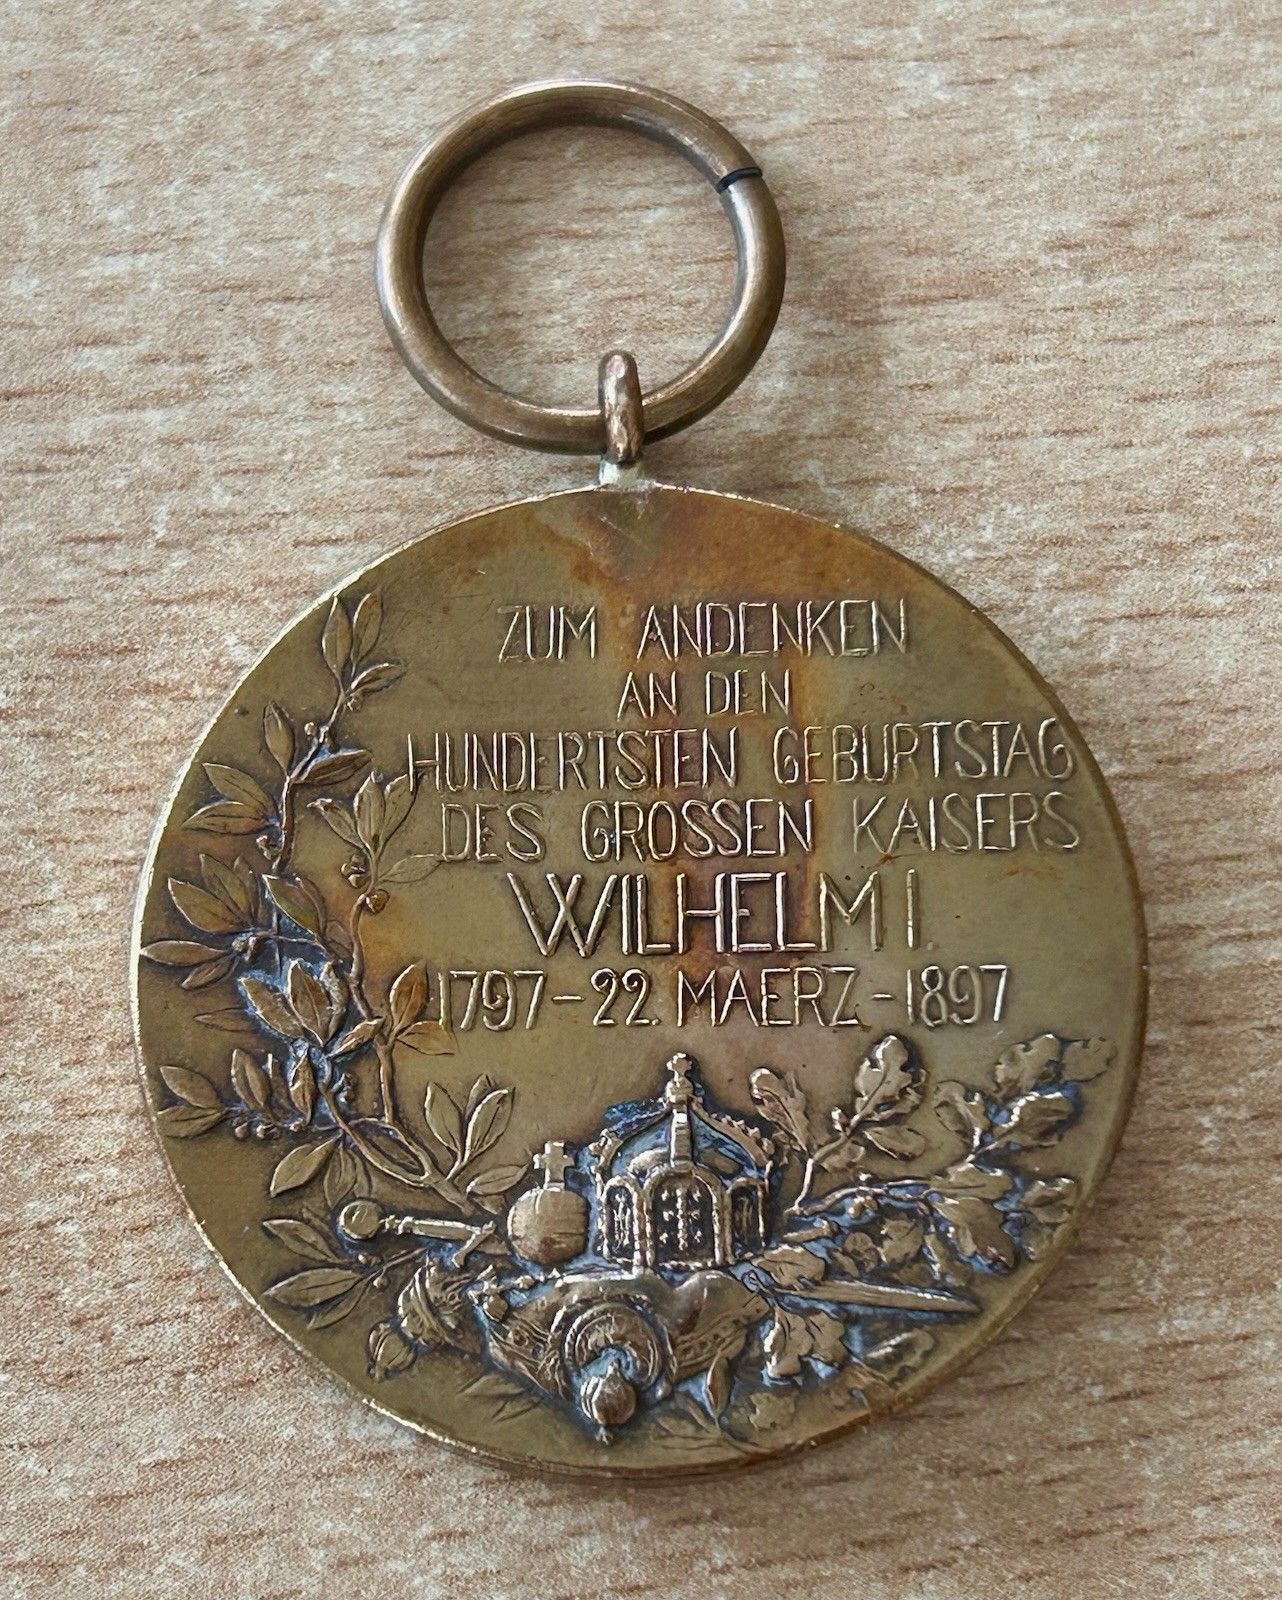 ZUM ANDENKEN
AN DEN
HUNDERTSTEN GEBURTSTAG
DES GROSSEN KAISERS
WILHELM I.
1797-22. MAERZ-1897